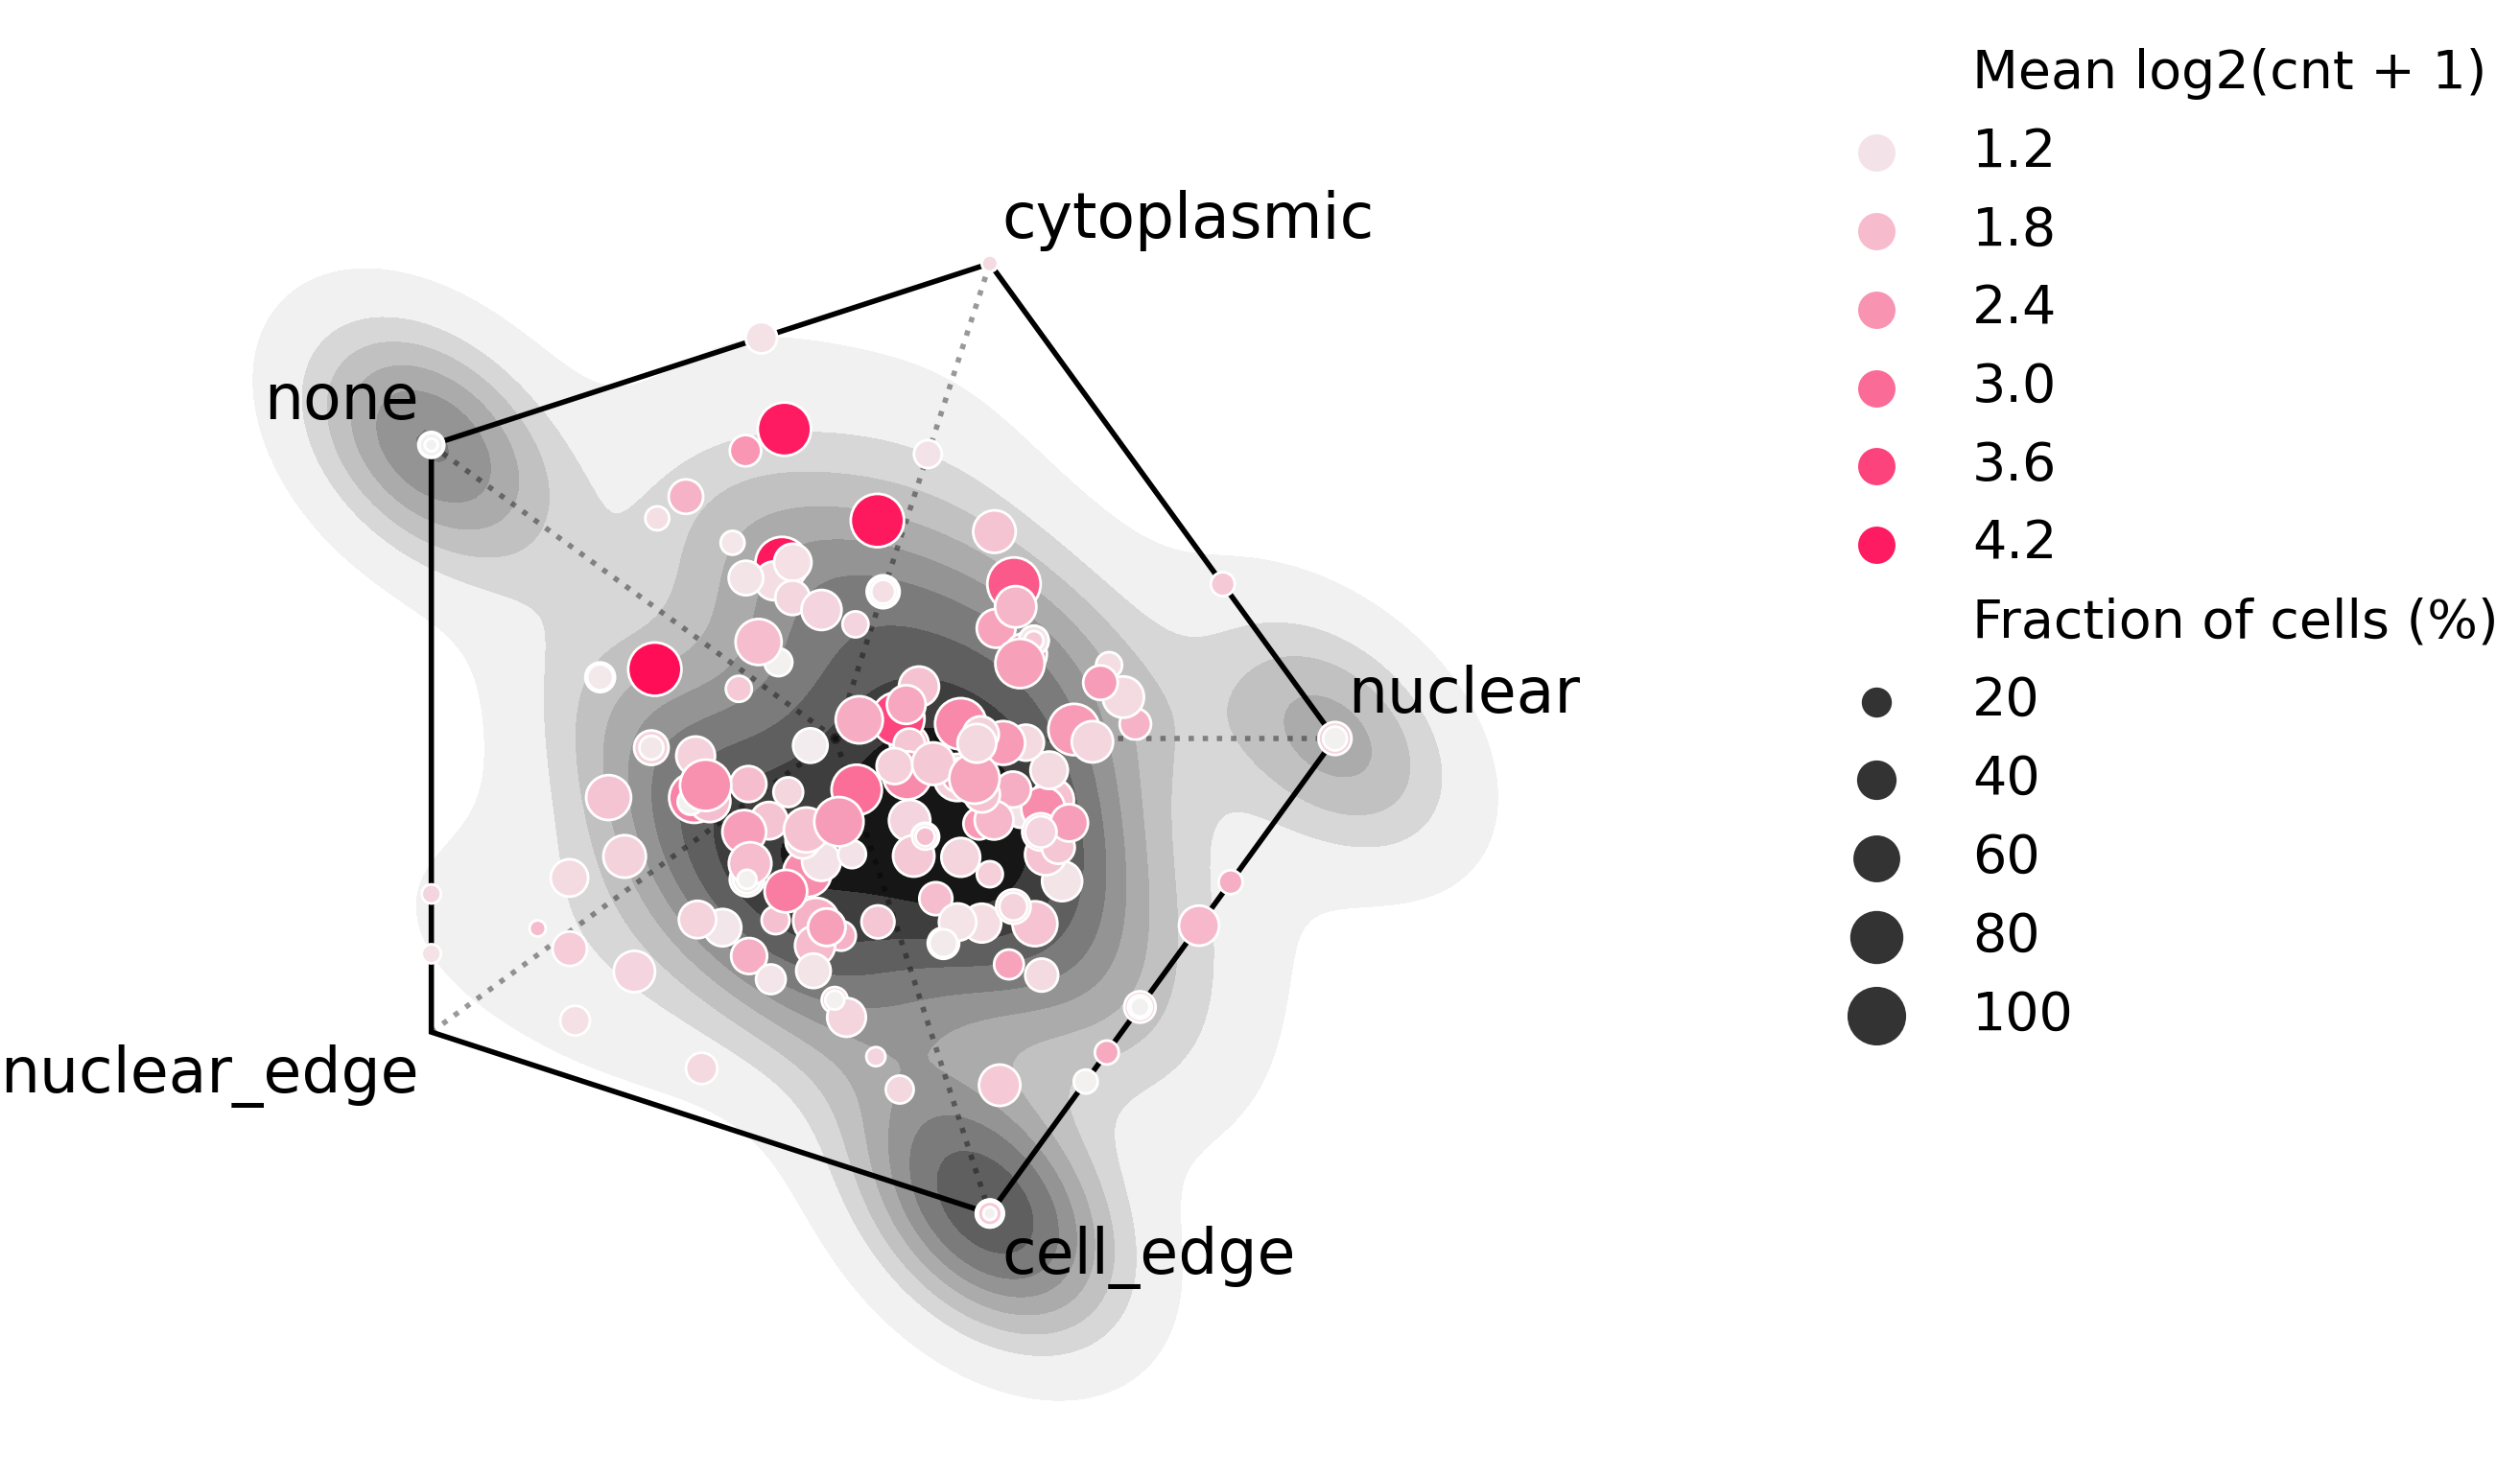 cytoplasmic
none
nuclear
nuclear_edge
cell_edge
Mean log2(cnt + 1)
1.2
1.8
2.4
3.0
3.6
4.2
Fraction of cells (%)
20
40
60
80
100